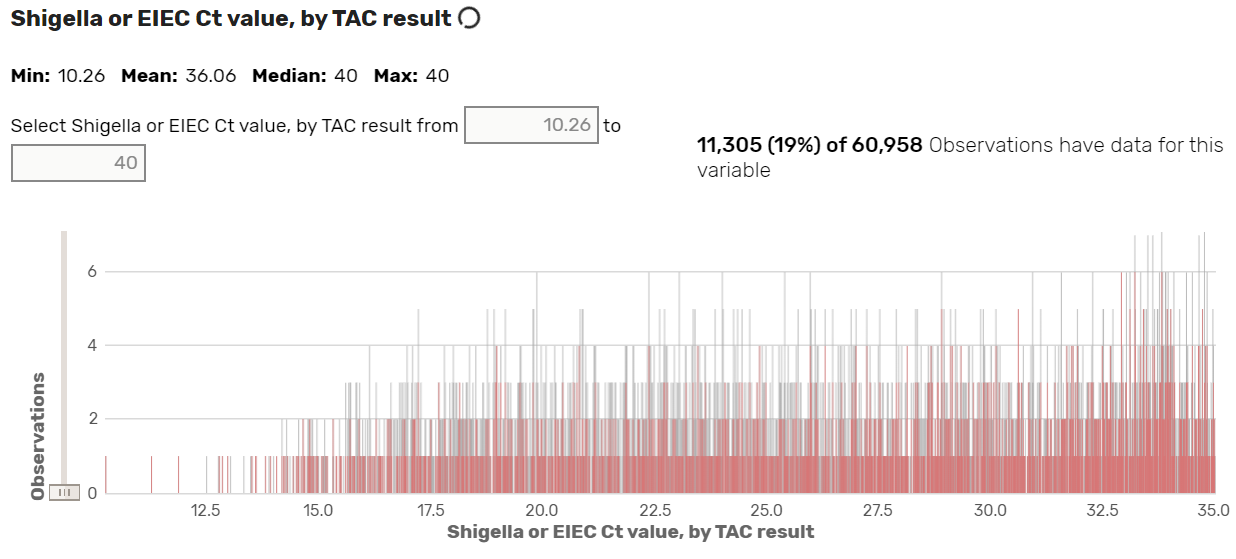 Shigella or EIEC Ct value, by TAC result
Min: 10.26 Mean: 36.06 Median: 40 Max: 40
Select Shigella or EIEC Ct value, by TAC result from 10.26 to
40
11,305 (19%) of 60,958 Observations have data for this
variable
Observations
6
4
2
0
12.5 15.0 17.5 20.0 22.5 25.0 27.5 30.0 32.5 35.0
Shigella or EIEC Ct value, by TAC result